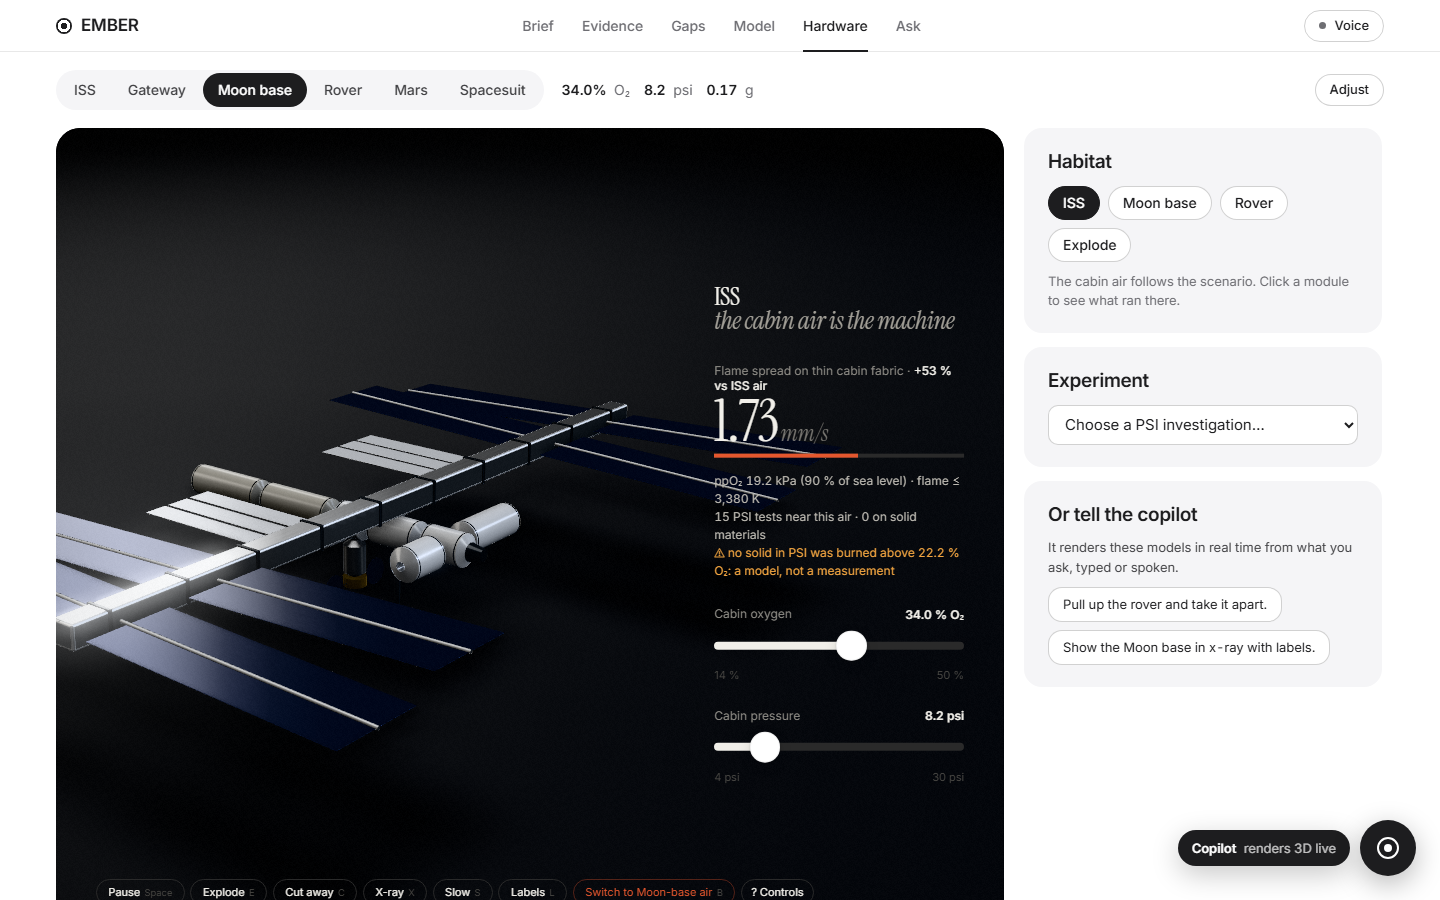 EMBER
Brief Evidence Gaps Model Hardware Ask
Voice
ISS Gateway Moon base Rover Mars Spacesuit
34.0% O₂ 8.2 psi 0.17 g
Adjust
ISS
the cabin air is the machine
Flame spread on thin cabin fabric · +53 %
vs ISS air
1.73 mm/s
ppO₂ 19.2 kPa (90 % of sea level) · flame ≤
3,380 K
15 PSI tests near this air · 0 on solid
materials
⚠ no solid in PSI was burned above 22.2 %
O₂: a model, not a measurement
Cabin oxygen 34.0 % O₂
14 % 50 %
Cabin pressure 8.2 psi
4 psi 30 psi
Pause Space Explode E Cut away C X-ray X Slow S Labels L Switch to Moon-base air B ? Controls
Habitat
ISS Moon base Rover
Explode
The cabin air follows the scenario. Click a module
to see what ran there.
Experiment
Choose a PSI investigation...
Or tell the copilot
It renders these models in real time from what you
ask, typed or spoken.
Pull up the rover and take it apart.
Show the Moon base in x-ray with labels.
Copilot renders 3D live